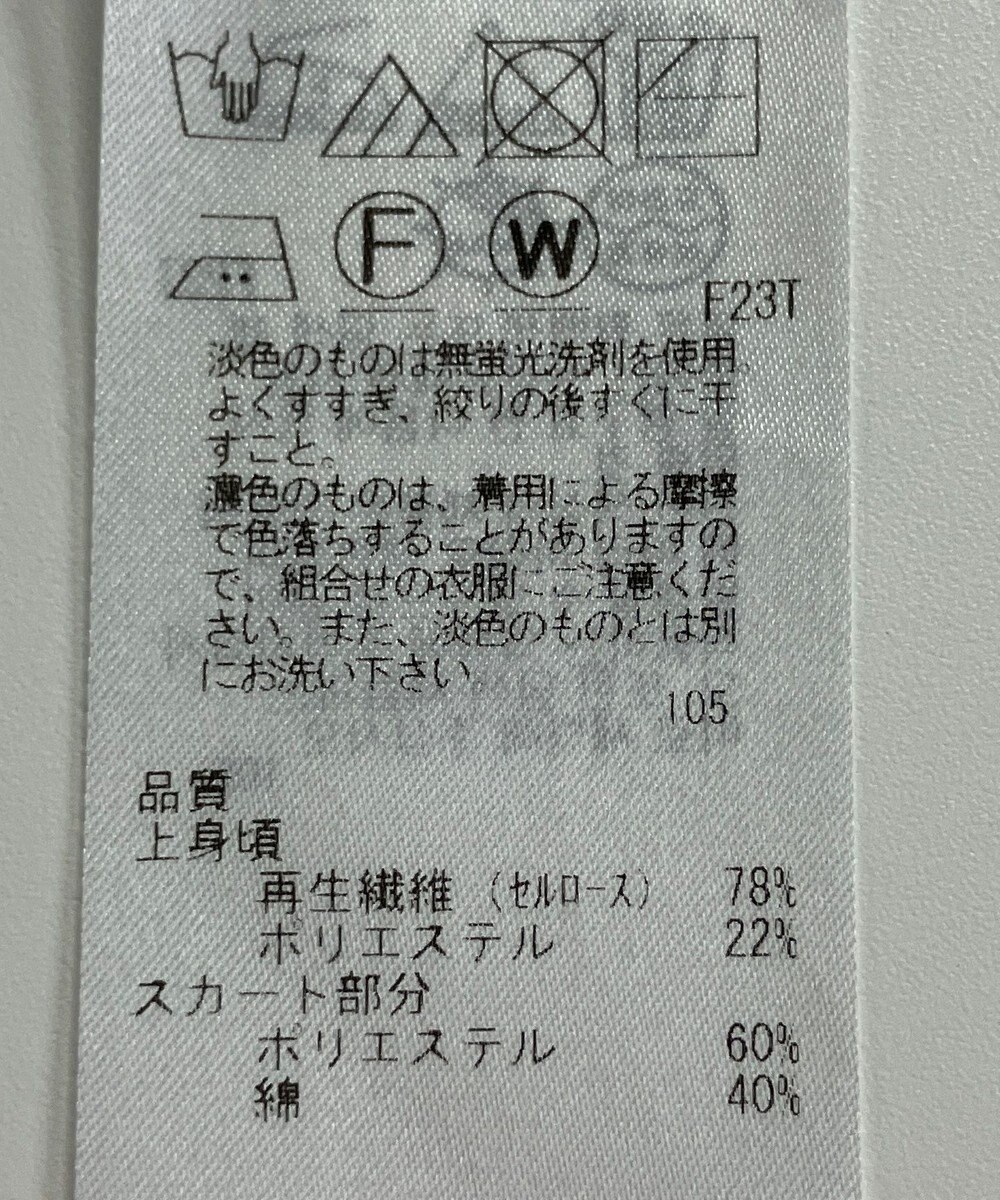 F W
F23T
淡色のものは無蛍光洗剤を使用。
よくすすぎ、絞りの後すぐに干
すこと。
濃色のものは、着用による摩擦
で色落ちすることがありますの
で、組合せの衣服にご注意くだ
さい。また、淡色のものとは別
にお洗い下さい。
105
品質
上身頃
再生繊維(セルロース) 78%
ポリエステル 22%
スカート部分
ポリエステル 60%
綿 40%